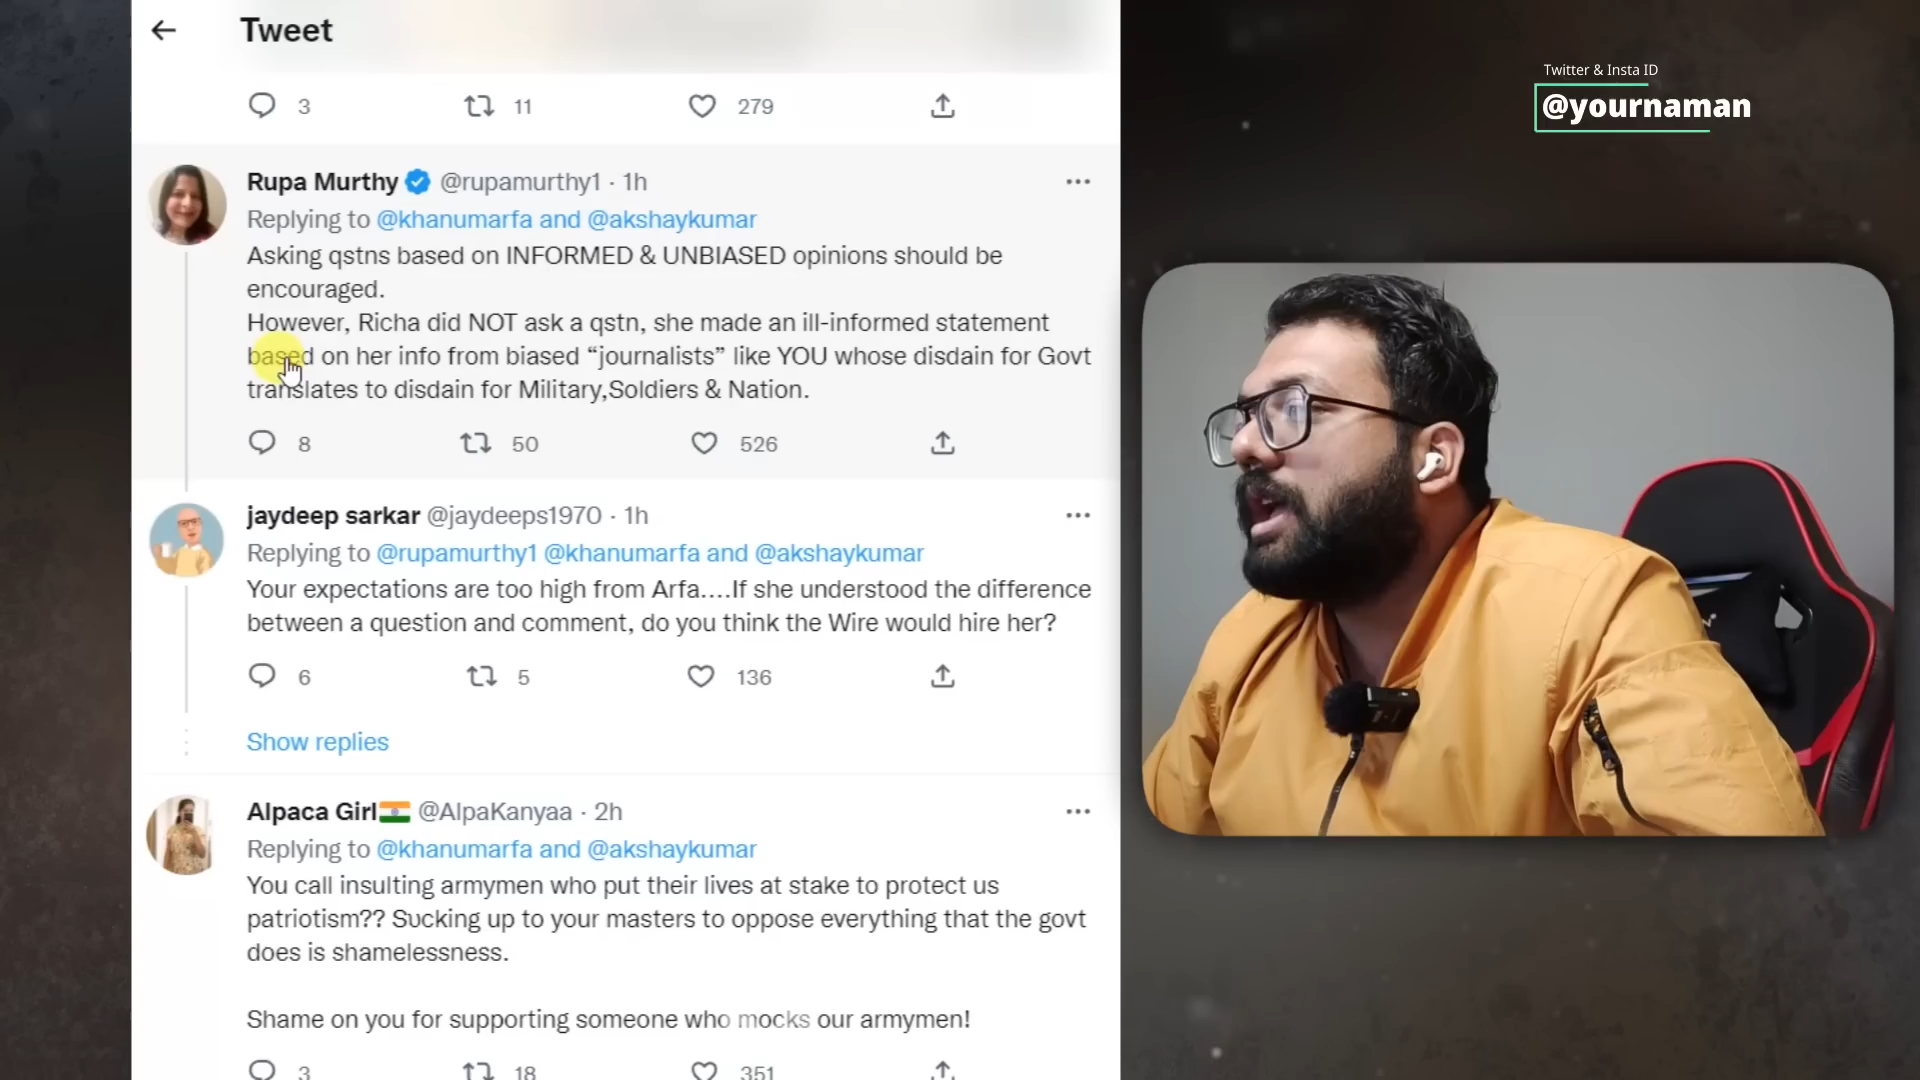 Tweet
Twitter & Insta ID
@yournaman
3 11 279
Rupa Murthy @rupamurthy1 · 1h
Replying to @khanumarfa and @akshaykumar
Asking qstns based on INFORMED & UNBIASED opinions should be
encouraged.
However, Richa did NOT ask a qstn, she made an ill-informed statement
based on her info from biased “journalists” like YOU whose disdain for Govt
translates to disdain for Military,Soldiers & Nation.
8 50 526
jaydeep sarkar @jaydeeps1970 · 1h
Replying to @rupamurthy1 @khanumarfa and @akshaykumar
Your expectations are too high from Arfa....If she understood the difference
between a question and comment, do you think the Wire would hire her?
6 5 136
Show replies
Alpaca Girl @AlpaKanyaa · 2h
Replying to @khanumarfa and @akshaykumar
You call insulting armymen who put their lives at stake to protect us
patriotism?? Sucking up to your masters to oppose everything that the govt
does is shamelessness.
Shame on you for supporting someone who mocks our armymen!
3 18 351